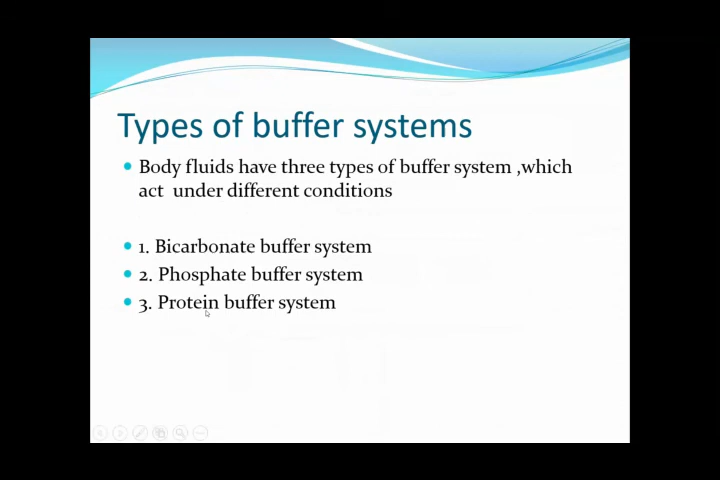 Types of buffer systems
Body fluids have three types of buffer system ,which
act under different conditions
1. Bicarbonate buffer system
2. Phosphate buffer system
3. Protein buffer system